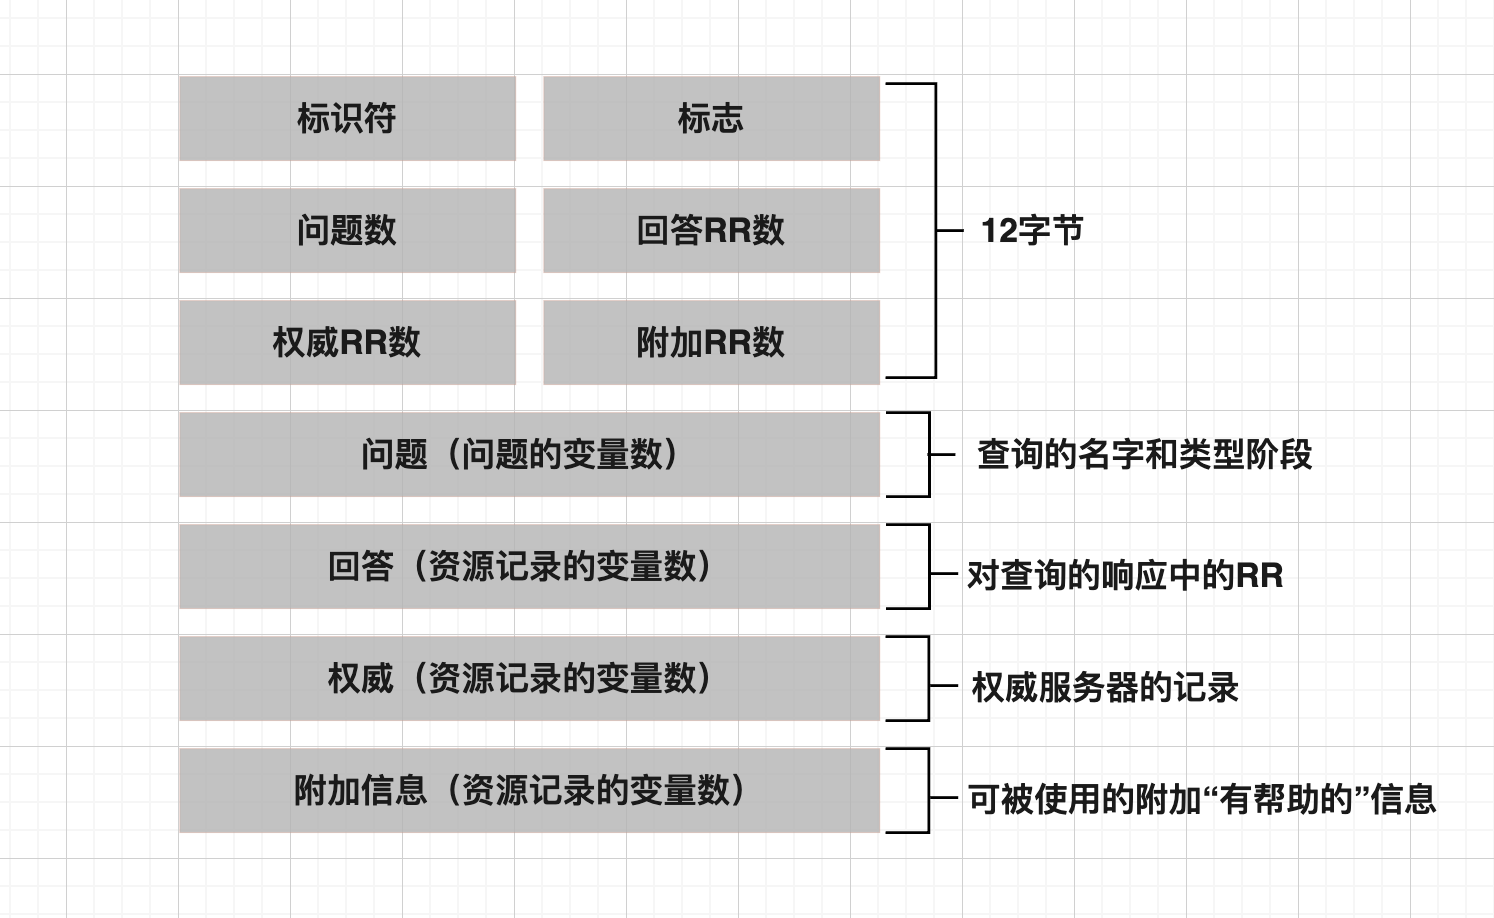 标识符
标志
问题数
回答RR数
12字节
权威RR数
附加RR数
问题（问题的变量数）
查询的名字和类型阶段
回答（资源记录的变量数）
对查询的响应中的RR
权威（资源记录的变量数）
权威服务器的记录
附加信息（资源记录的变量数）
可被使用的附加“有帮助的”信息